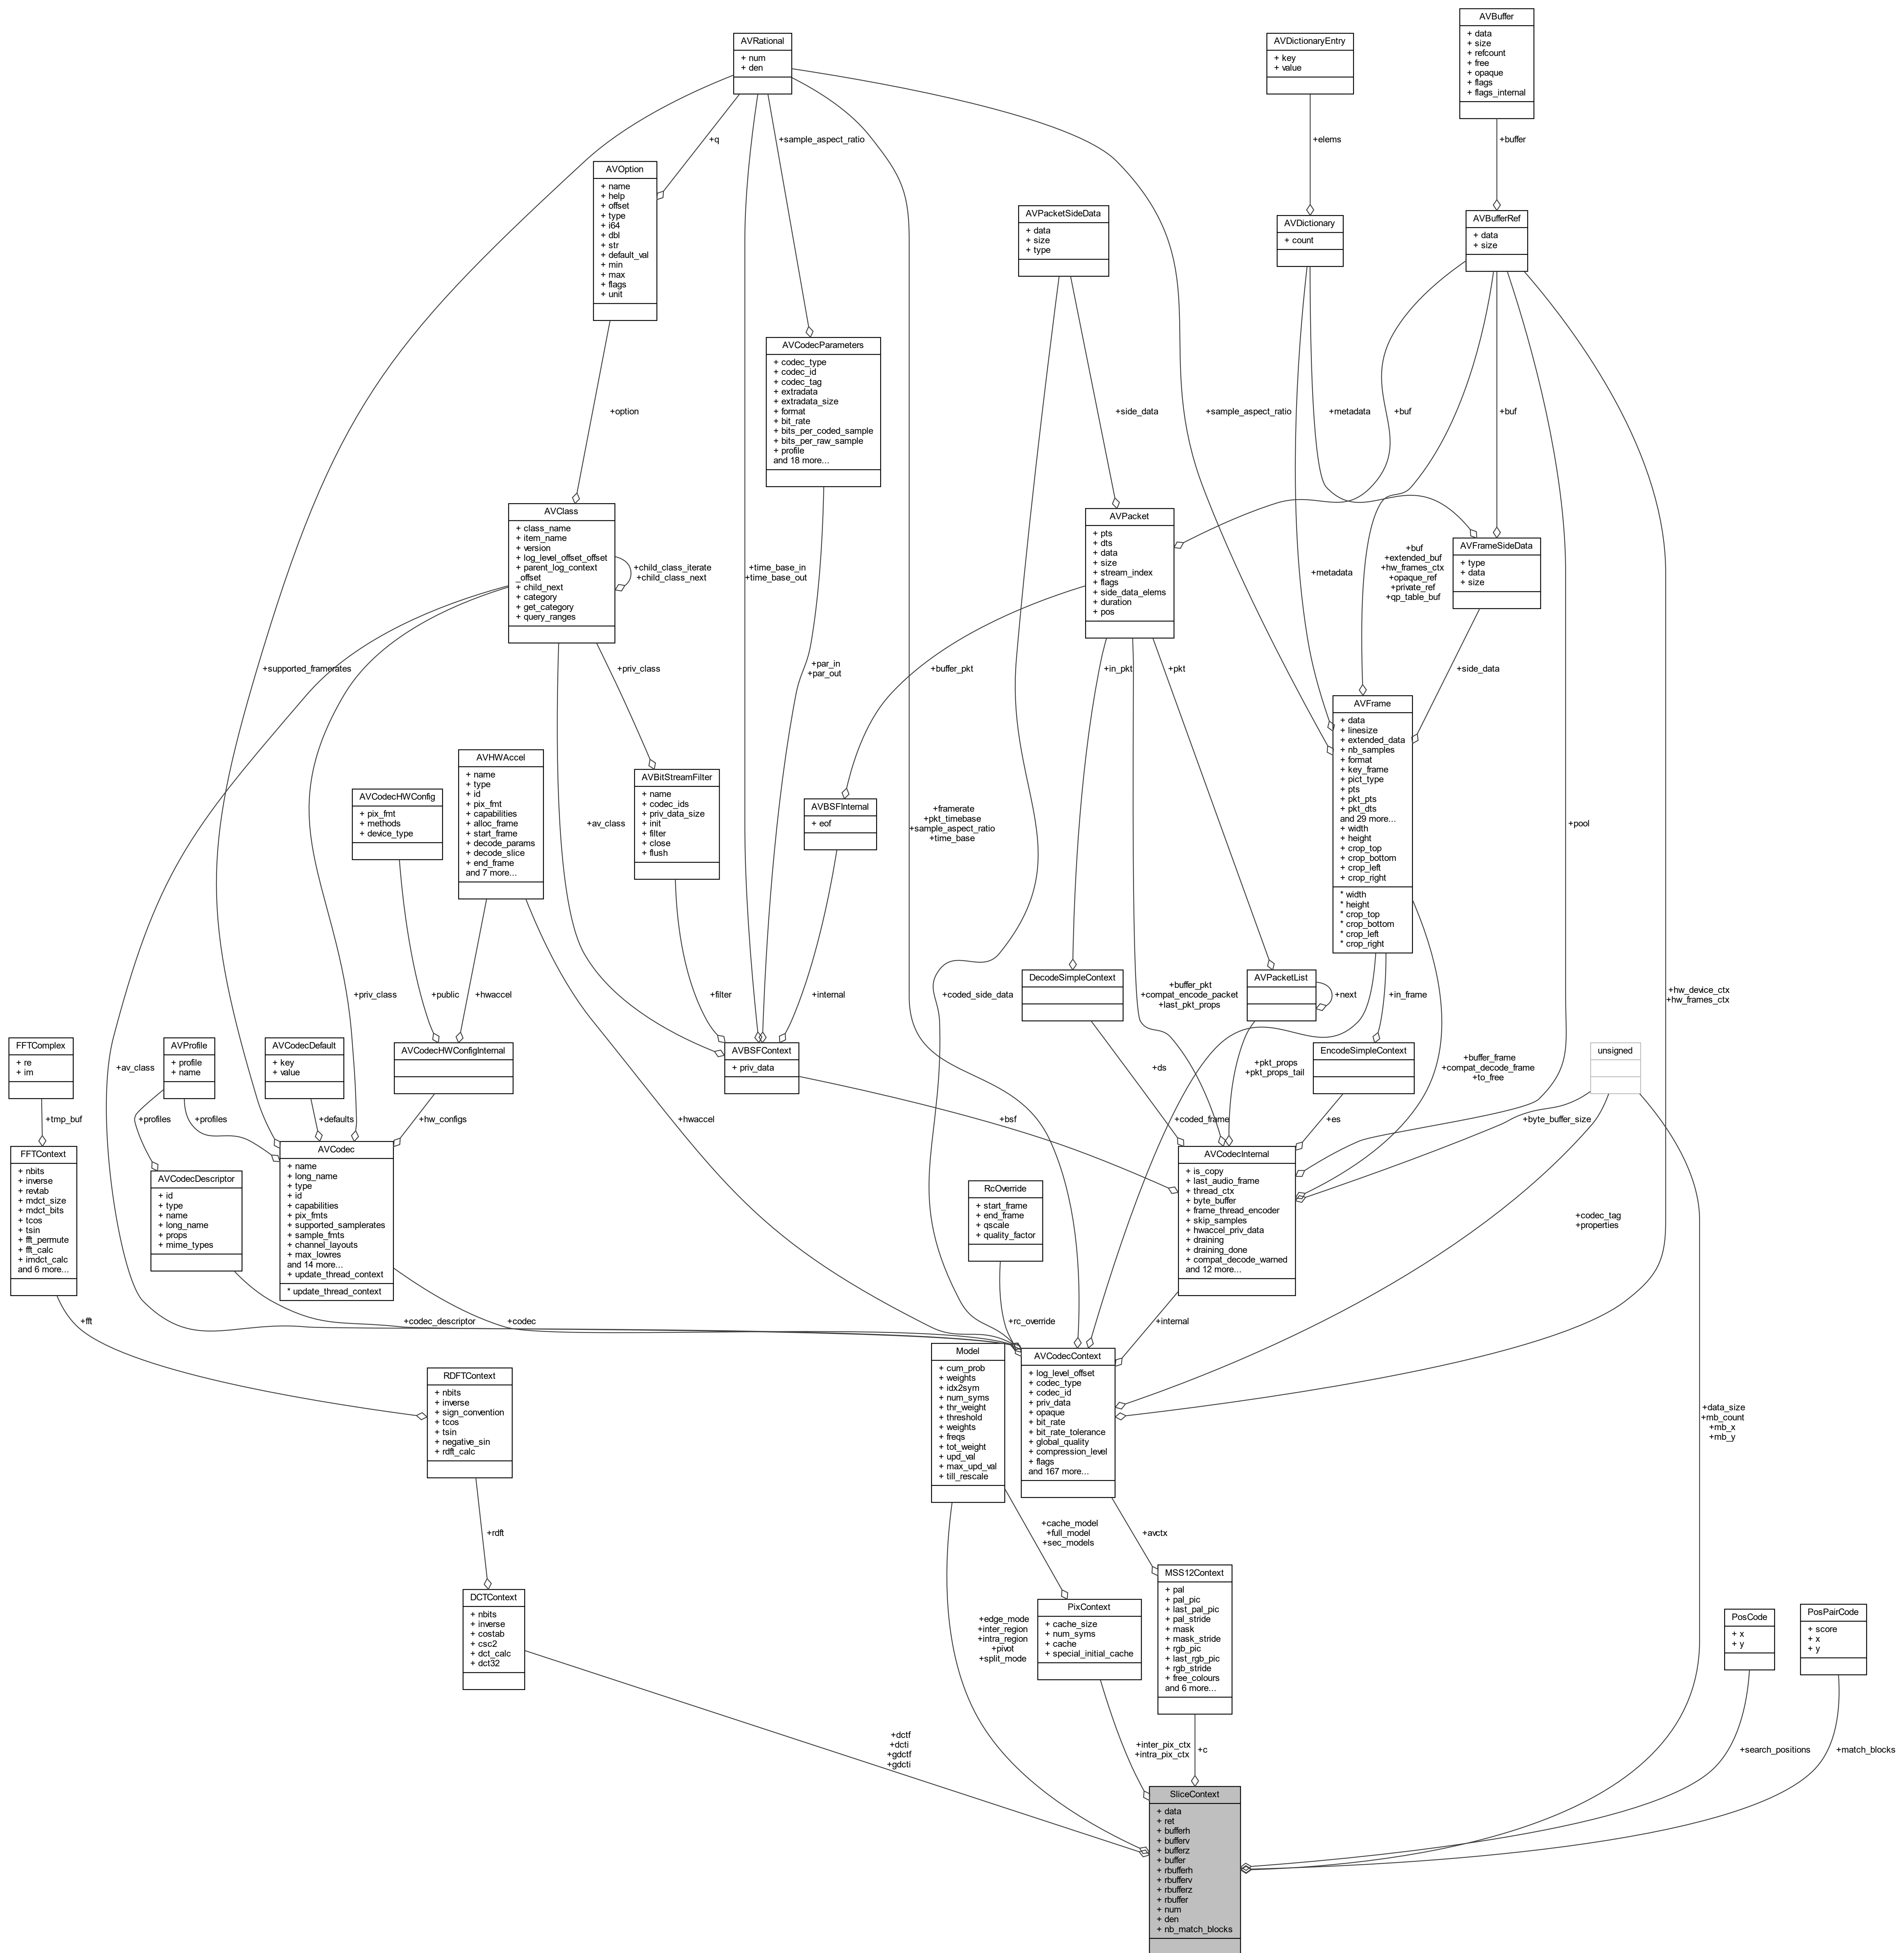 AVBuffer
+ data
+ size
+ refcount
+ free
+ opaque
+ flags
+ flags_internal
AVRational
+ num
+ den
AVDictionaryEntry
+ key
+ value
+q
+sample_aspect_ratio
+elems
+buffer
AVOption
+ name
+ help
+ offset
+ type
+ i64
+ dbl
+ str
+ default_val
+ min
+ max
+ flags
+ unit
AVPacketSideData
+ data
+ size
+ type
AVDictionary
+ count
AVBufferRef
+ data
+ size
AVCodecParameters
+ codec_type
+ codec_id
+ codec_tag
+ extradata
+ extradata_size
+ format
+ bit_rate
+ bits_per_coded_sample
+ bits_per_raw_sample
+ profile
and 18 more...
+option
+side_data
+sample_aspect_ratio
+metadata
+buf
+buf
AVClass
+ class_name
+ item_name
+ version
+ log_level_offset_offset
+ parent_log_context
_offset
+ child_next
+ category
+ get_category
+ query_ranges
+child_class_iterate
+child_class_next
+time_base_in
+time_base_out
AVPacket
+ pts
+ dts
+ data
+ size
+ stream_index
+ flags
+ side_data_elems
+ duration
+ pos
+metadata
+buf
+extended_buf
+hw_frames_ctx
+opaque_ref
+private_ref
+qp_table_buf
AVFrameSideData
+ type
+ data
+ size
+supported_framerates
+priv_class
+par_in
+par_out
+buffer_pkt
+in_pkt
+pkt
+side_data
AVFrame
+ data
+ linesize
+ extended_data
+ nb_samples
+ format
+ key_frame
+ pict_type
+ pts
+ pkt_pts
+ pkt_dts
and 29 more...
+ width
+ height
+ crop_top
+ crop_bottom
+ crop_left
+ crop_right
* width
* height
* crop_top
* crop_bottom
* crop_left
* crop_right
AVHWAccel
+ name
+ type
+ id
+ pix_fmt
+ capabilities
+ alloc_frame
+ start_frame
+ decode_params
+ decode_slice
+ end_frame
and 7 more...
AVCodecHWConfig
+ pix_fmt
+ methods
+ device_type
+av_class
AVBitStreamFilter
+ name
+ codec_ids
+ priv_data_size
+ init
+ filter
+ close
+ flush
AVBSFInternal
+ eof
+framerate
+pkt_timebase
+sample_aspect_ratio
+time_base
+pool
+priv_class
+public
+hwaccel
+filter
+internal
+coded_side_data
DecodeSimpleContext
+buffer_pkt
+compat_encode_packet
+last_pkt_props
AVPacketList
+next
+in_frame
+hw_device_ctx
+hw_frames_ctx
FFTComplex
+ re
+ im
+av_class
AVProfile
+ profile
+ name
AVCodecDefault
+ key
+ value
AVCodecHWConfigInternal
AVBSFContext
+ priv_data
+ds
+pkt_props
+pkt_props_tail
EncodeSimpleContext
+buffer_frame
+compat_decode_frame
+to_free
unsigned
+tmp_buf
+profiles
+profiles
+defaults
+hw_configs
+hwaccel
+bsf
+coded_frame
+es
+byte_buffer_size
FFTContext
+ nbits
+ inverse
+ revtab
+ mdct_size
+ mdct_bits
+ tcos
+ tsin
+ fft_permute
+ fft_calc
+ imdct_calc
and 6 more...
AVCodecDescriptor
+ id
+ type
+ name
+ long_name
+ props
+ mime_types
AVCodec
+ name
+ long_name
+ type
+ id
+ capabilities
+ pix_fmts
+ supported_samplerates
+ sample_fmts
+ channel_layouts
+ max_lowres
and 14 more...
+ update_thread_context
* update_thread_context
RcOverride
+ start_frame
+ end_frame
+ qscale
+ quality_factor
AVCodecInternal
+ is_copy
+ last_audio_frame
+ thread_ctx
+ byte_buffer
+ frame_thread_encoder
+ skip_samples
+ hwaccel_priv_data
+ draining
+ draining_done
+ compat_decode_warned
and 12 more...
+codec_tag
+properties
+fft
+codec_descriptor
+codec
+rc_override
+internal
RDFTContext
+ nbits
+ inverse
+ sign_convention
+ tcos
+ tsin
+ negative_sin
+ rdft_calc
Model
+ cum_prob
+ weights
+ idx2sym
+ num_syms
+ thr_weight
+ threshold
+ weights
+ freqs
+ tot_weight
+ upd_val
+ max_upd_val
+ till_rescale
AVCodecContext
+ log_level_offset
+ codec_type
+ codec_id
+ priv_data
+ opaque
+ bit_rate
+ bit_rate_tolerance
+ global_quality
+ compression_level
+ flags
and 167 more...
+data_size
+mb_count
+mb_x
+mb_y
+rdft
+cache_model
+full_model
+sec_models
+avctx
DCTContext
+ nbits
+ inverse
+ costab
+ csc2
+ dct_calc
+ dct32
+edge_mode
+inter_region
+intra_region
+pivot
+split_mode
PixContext
+ cache_size
+ num_syms
+ cache
+ special_initial_cache
MSS12Context
+ pal
+ pal_pic
+ last_pal_pic
+ pal_stride
+ mask
+ mask_stride
+ rgb_pic
+ last_rgb_pic
+ rgb_stride
+ free_colours
and 6 more...
PosCode
+ x
+ y
PosPairCode
+ score
+ x
+ y
+dctf
+dcti
+gdctf
+gdcti
+inter_pix_ctx
+intra_pix_ctx
+c
+search_positions
+match_blocks
SliceContext
+ data
+ ret
+ bufferh
+ bufferv
+ bufferz
+ buffer
+ rbufferh
+ rbufferv
+ rbufferz
+ rbuffer
+ num
+ den
+ nb_match_blocks